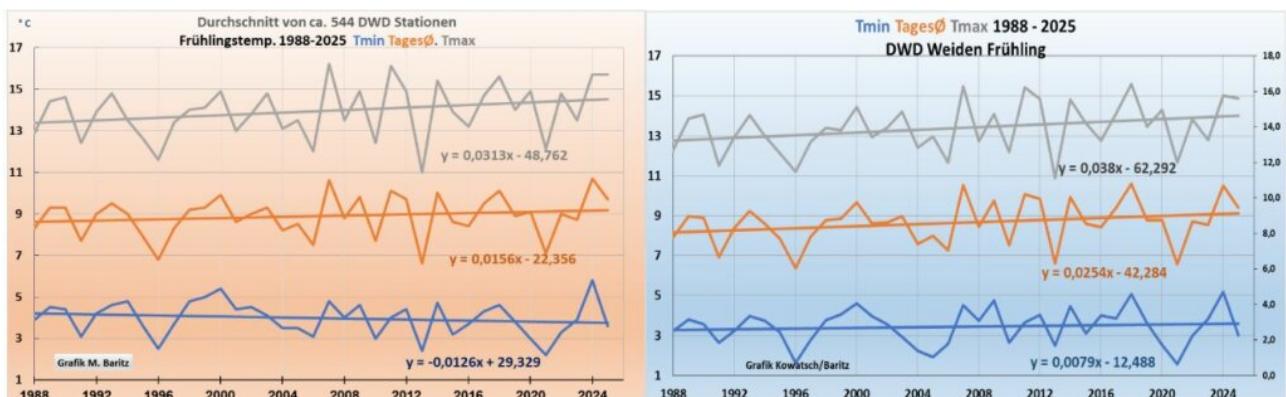 °C
Durchschnitt von ca. 544 DWD Stationen
Frühlingstemp. 1988-2025 Tmin TagesØ. Tmax
17
15
13
11
9
7
5
3
1
y = 0,0313x - 48,762
y = 0,0156x - 22,356
y = -0,0126x + 29,329
Grafik M. Baritz
1988 1992 1996 2000 2004 2008 2012 2016 2020 2024
Tmin TagesØ Tmax 1988 - 2025
DWD Weiden Frühling
17
15
13
11
9
7
5
3
1
18,0
16,0
14,0
12,0
10,0
8,0
6,0
4,0
2,0
0,0
y = 0,038x - 62,292
y = 0,0254x - 42,284
y = 0,0079x - 12,488
Grafik Kowatsch/Baritz
1988 1992 1996 2000 2004 2008 2012 2016 2020 2024